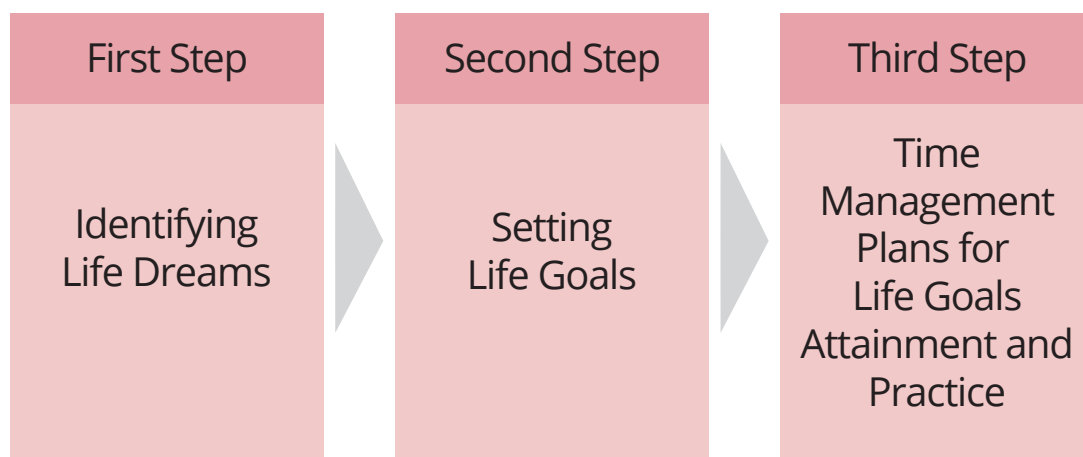 First Step
Identifying
Life Dreams
Second Step
Setting
Life Goals
Third Step
Time
Management
Plans for
Life Goals
Attainment and
Practice